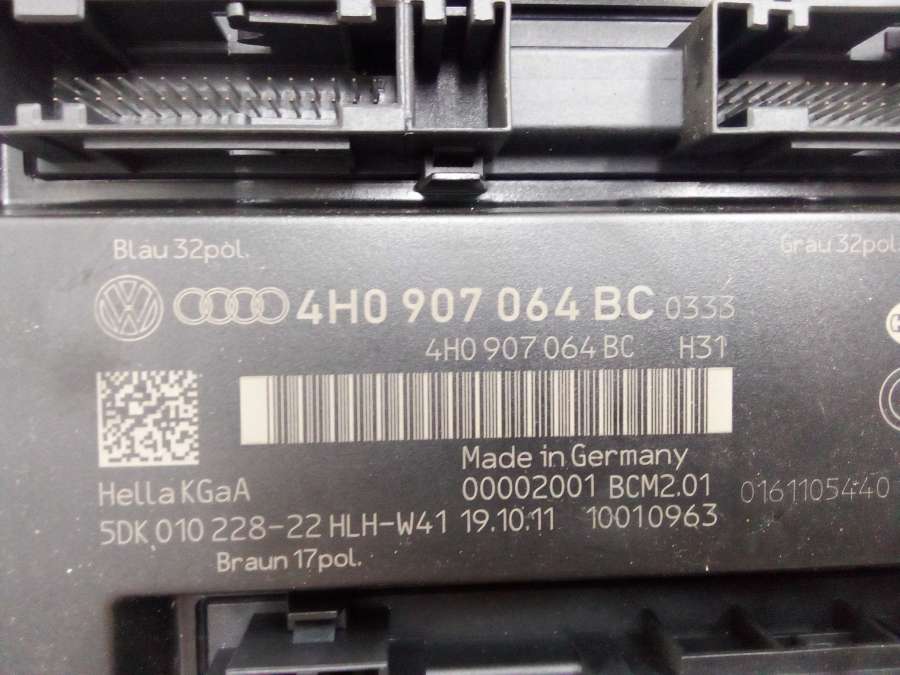 Blau 32pol.
Grau 32pol.
4H0 907 064 BC 0333
4H0 907 064 BC H31
Made in Germany
Hella KGaA
00002001 BCM2.01
0161105440
5DK 010 228-22 HLH-W41 19.10.11 10010963
Braun 17pol.